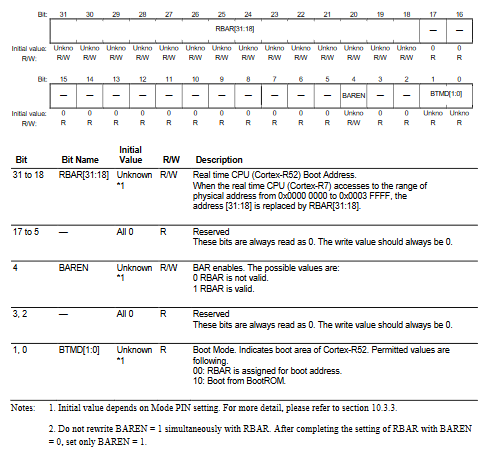 Bit: 31 30 29 28 27 26 25 24 23 22 21 20 19 18 17 16
RBAR[31:18] — —
Initial value: Unkno Unkno Unkno Unkno Unkno Unkno Unkno Unkno Unkno Unkno Unkno Unkno Unkno Unkno 0 0
R/W: R/W R/W R/W R/W R/W R/W R/W R/W R/W R/W R/W R/W R/W R/W R R
Bit: 15 14 13 12 11 10 9 8 7 6 5 4 3 2 1 0
— — — — — — — — — — — BAREN — — BTMD[1:0]
Initial value: 0 0 0 0 0 0 0 0 0 0 0 Unkno 0 0 Unkno Unkno
R/W: R R R R R R R R R R R R/W R R R R
Initial
Bit Bit Name Value R/W Description
31 to 18 RBAR[31:18] Unknown R/W Real time CPU (Cortex-R52) Boot Address.
*1 When the real time CPU (Cortex-R7) accesses to the range of
physical address from 0x0000 0000 to 0x0003 FFFF, the
address [31:18] is replaced by RBAR[31:18].
17 to 5 — All 0 R Reserved
These bits are always read as 0. The write value should always be 0.
4 BAREN Unknown R/W BAR enables. The possible values are:
*1 0 RBAR is not valid.
1 RBAR is valid.
3, 2 — All 0 R Reserved
These bits are always read as 0. The write value should always be 0.
1, 0 BTMD[1:0] Unknown R Boot Mode. Indicates boot area of Cortex-R52. Permitted values are
*1 following.
00: RBAR is assigned for boot address.
10: Boot from BootROM.
Notes: 1. Initial value depends on Mode PIN setting. For more detail, please refer to section 10.3.3.
2. Do not rewrite BAREN = 1 simultaneously with RBAR. After completing the setting of RBAR with BAREN
= 0, set only BAREN = 1.